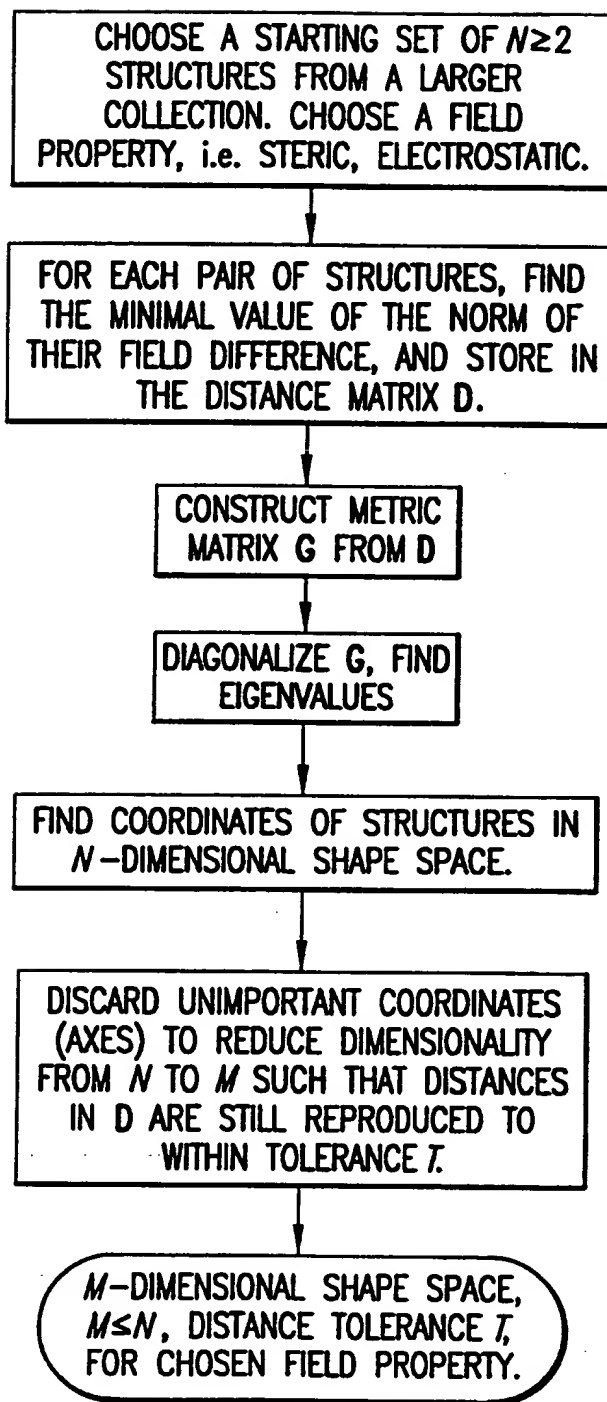 CHOOSE A STARTING SET OF N≥2
STRUCTURES FROM A LARGER
COLLECTION. CHOOSE A FIELD
PROPERTY, i.e. STERIC, ELECTROSTATIC.
FOR EACH PAIR OF STRUCTURES, FIND
THE MINIMAL VALUE OF THE NORM OF
THEIR FIELD DIFFERENCE, AND STORE IN
THE DISTANCE MATRIX D.
CONSTRUCT METRIC
MATRIX G FROM D
DIAGONALIZE G, FIND
EIGENVALUES
FIND COORDINATES OF STRUCTURES IN
N-DIMENSIONAL SHAPE SPACE.
DISCARD UNIMPORTANT COORDINATES
(AXES) TO REDUCE DIMENSIONALITY
FROM N TO M SUCH THAT DISTANCES
IN D ARE STILL REPRODUCED TO
WITHIN TOLERANCE T.
M-DIMENSIONAL SHAPE SPACE,
M≤N, DISTANCE TOLERANCE T,
FOR CHOSEN FIELD PROPERTY.